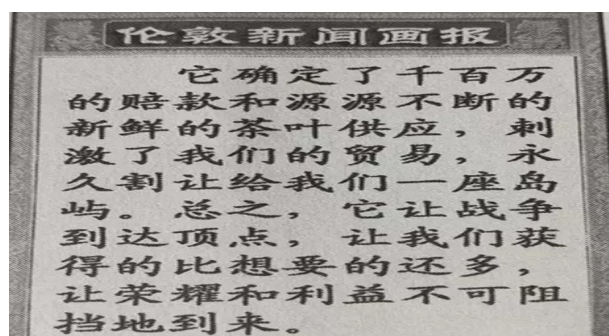 伦敦新闻画报
它确定了千百万
的赔款和源源不断的
新鲜的茶叶供应，刺
激了我们的贸易，永
久割让给我们一座岛
屿。总之，它让战争
到达顶点，让我们获
得的比想要的还多，
让荣耀和利益不可阻
挡地到来。